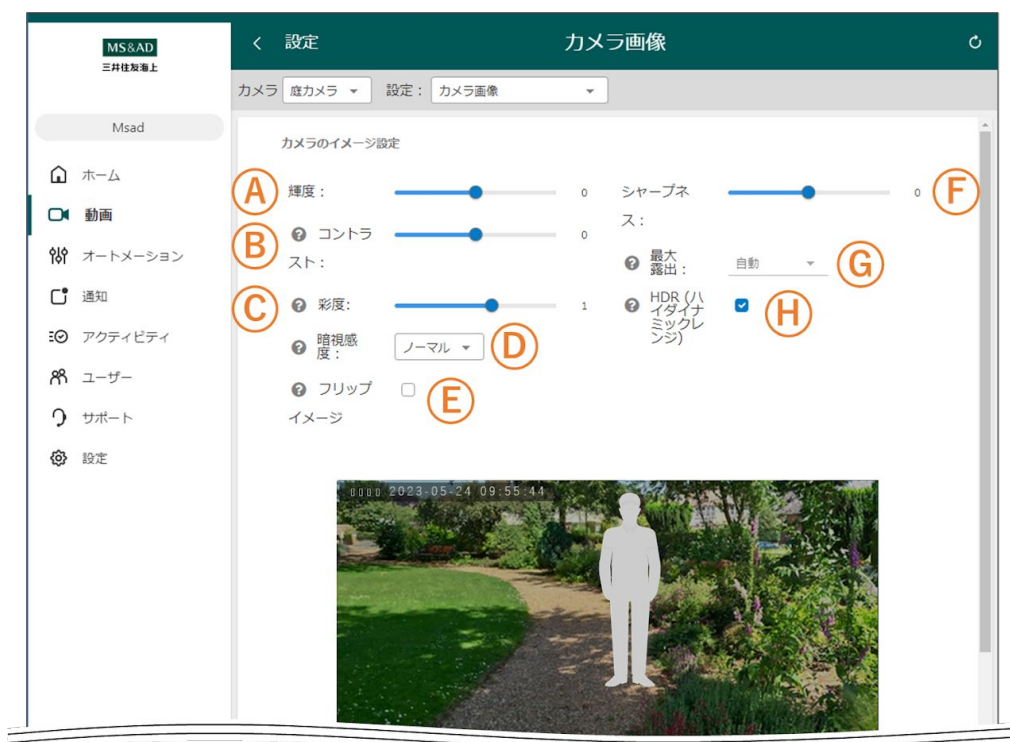 MS&AD
三井住友海上
設定
カメラ画像
カメラ 庭カメラ 設定： カメラ画像
Msad
ホーム
動画
オートメーション
通知
アクティビティ
ユーザー
サポート
設定
カメラのイメージ設定
A 輝度： 0
B ? コントラ
スト： 0
C ? 彩度: 1
D ? 暗視感
度： ノーマル
E ? フリップ
イメージ
シャープネ
ス： 0 F
? 最大
露出： 自動 G
? HDR (ハ
イダイナ
ミックレ
ンジ) H
2023-05-24 09:55:44